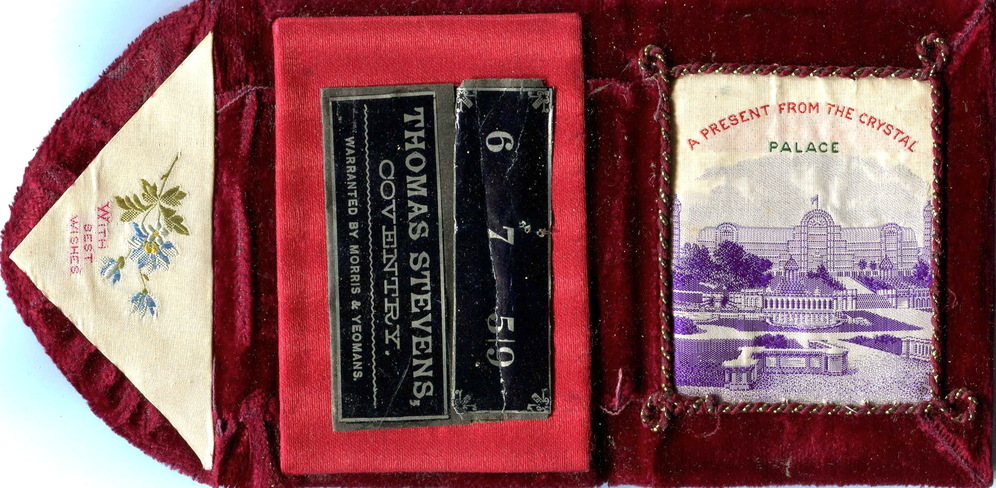 WITH
BEST
WISHES
THOMAS STEVENS,
COVENTRY.
WARRANTED BY MORRIS & YEOMANS.
6 7 5|9
A PRESENT FROM THE CRYSTAL
PALACE